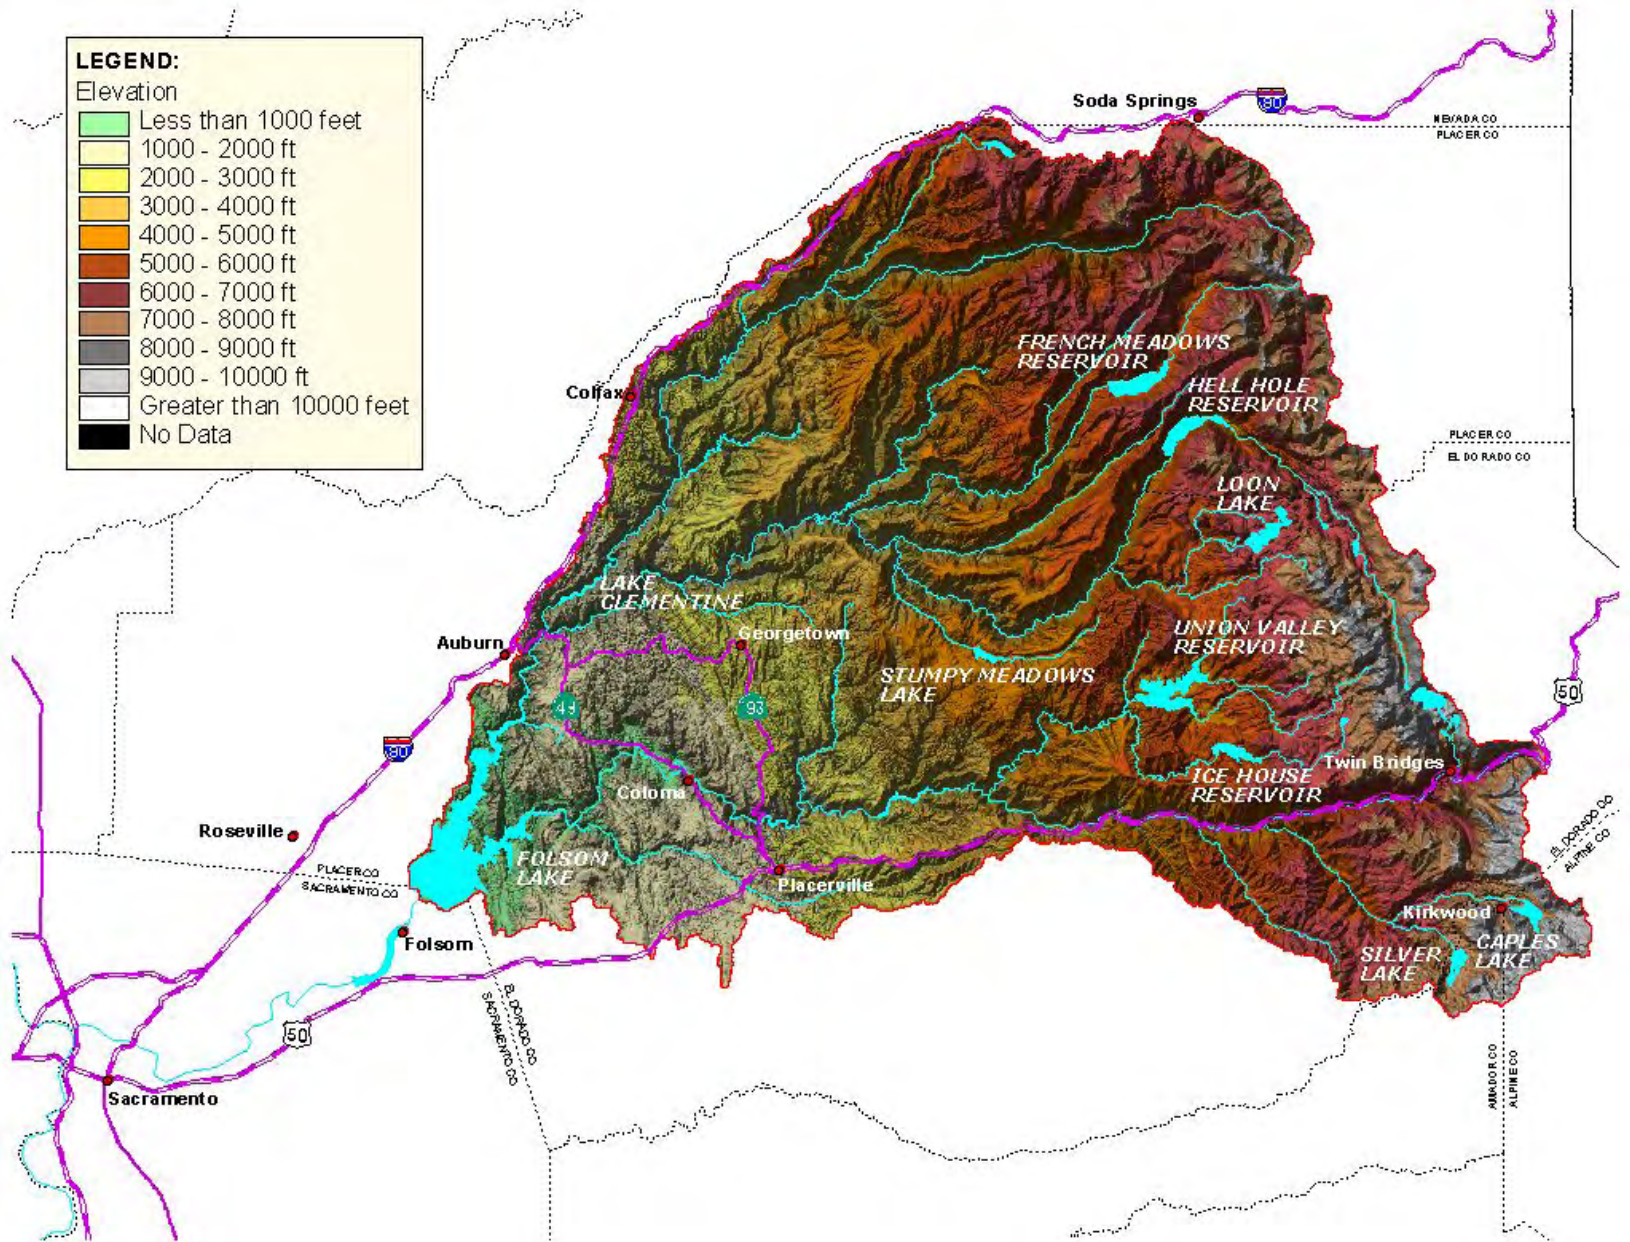 LEGEND:
Elevation
Less than 1000 feet
1000 - 2000 ft
2000 - 3000 ft
3000 - 4000 ft
4000 - 5000 ft
5000 - 6000 ft
6000 - 7000 ft
7000 - 8000 ft
8000 - 9000 ft
9000 - 10000 ft
Greater than 10000 feet
No Data
Soda Springs
80
NEVADA CO
PLACER CO
FRENCH MEADOWS
RESERVOIR
HELL HOLE
RESERVOIR
Colfax
PLACER CO
EL DORADO CO
LOON
LAKE
LAKE
CLEMENTINE
Auburn
Georgetown
UNION VALLEY
RESERVOIR
STUMPY MEADOWS
LAKE
50
49
193
80
Twin Bridges
ICE HOUSE
RESERVOIR
Coloma
Roseville
EL DORADO CO
ALPINE CO
FOLSOM
LAKE
PLACER CO
SACRAMENTO CO
Placerville
Kirkwood
Folsom
SILVER
LAKE
CAPLES
LAKE
EL DORADO CO
SACRAMENTO CO
50
AMADOR CO
ALPINE CO
Sacramento